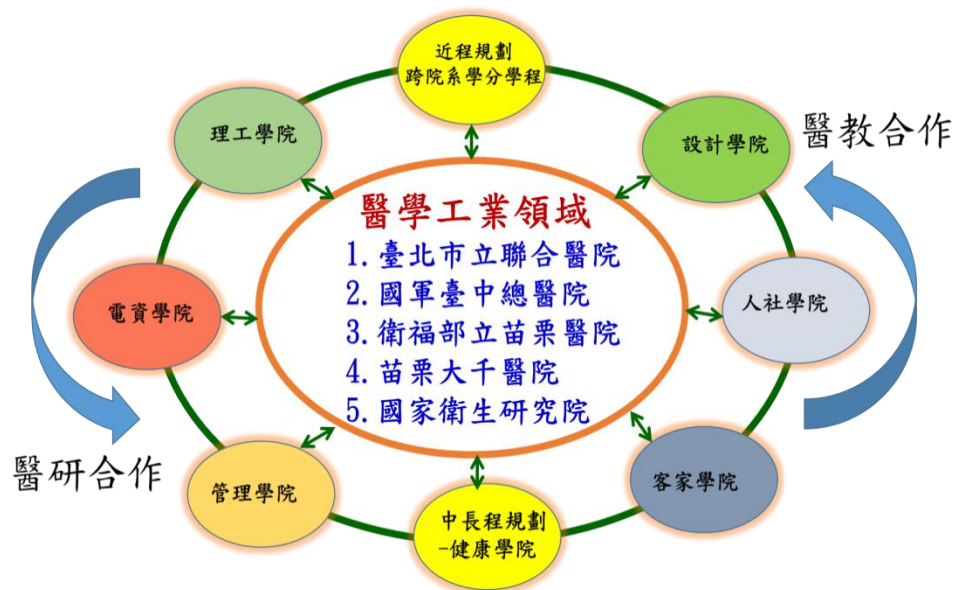 近程規劃
跨院系學分學程
理工學院
設計學院
醫教合作
醫學工業領域
1.臺北市立聯合醫院
2.國軍臺中總醫院
3.衛福部立苗栗醫院
4.苗栗大千醫院
5.國家衛生研究院
電資學院
人社學院
醫研合作
管理學院
客家學院
中長程規劃
-健康學院